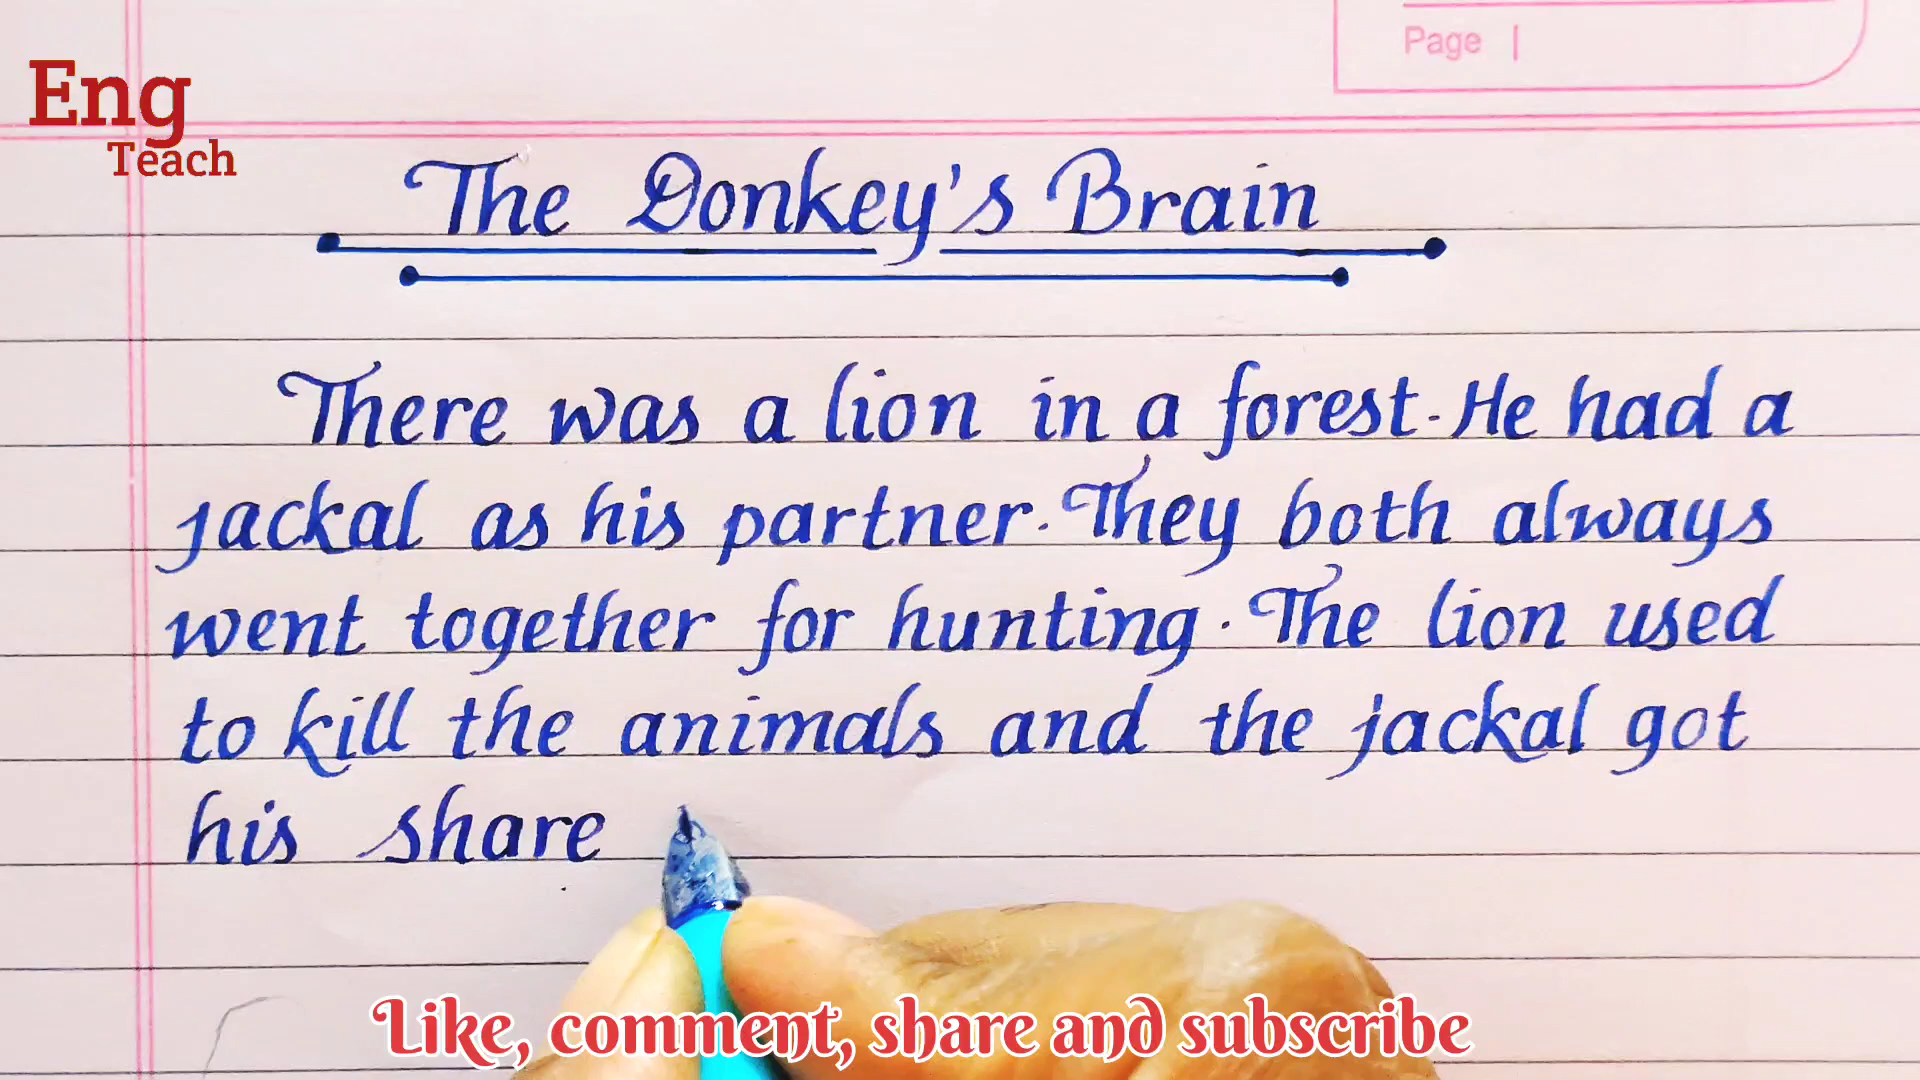 Page
Eng
Teach
The Donkey's Brain
There was a lion in a forest. He had a
jackal as his partner. They both always
went together for hunting. The lion used
to kill the animals and the jackal got
his share
Like, comment, share and subscribe